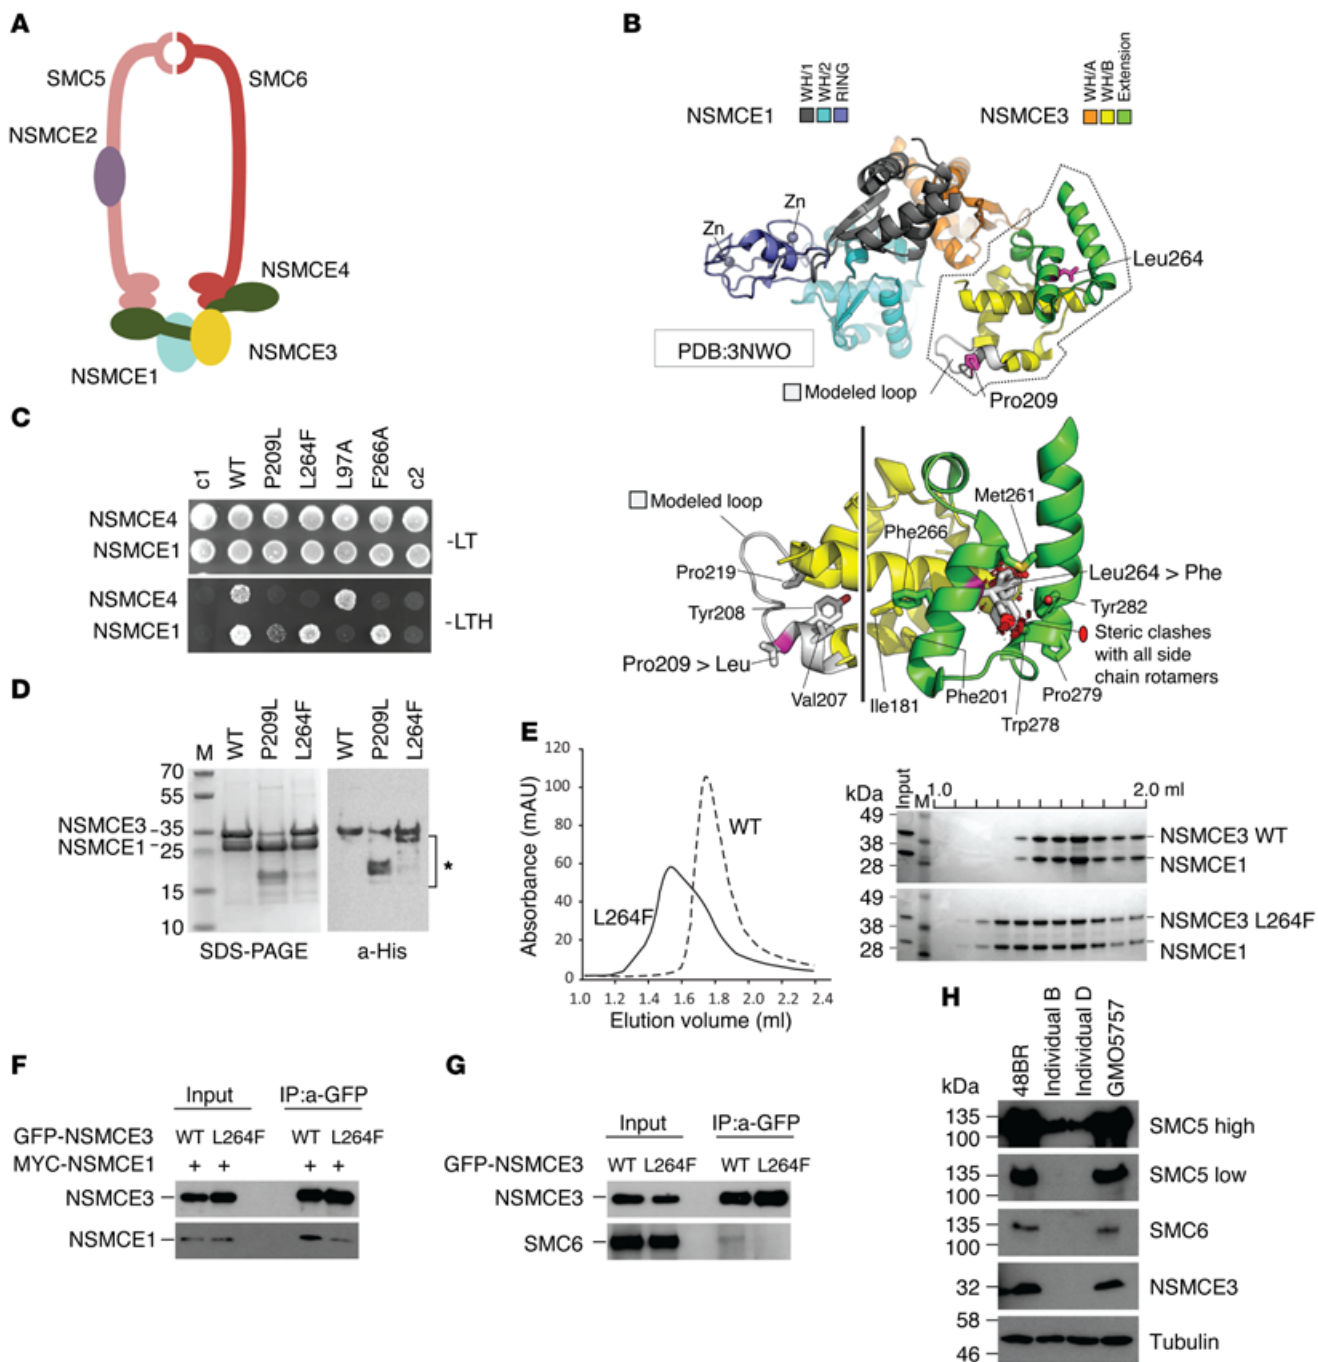 A
SMC5
SMC6
NSMCE2
NSMCE4
NSMCE3
NSMCE1
B
NSMCE1
WH/1
WH/2
RING
NSMCE3
WH/A
WH/B
Extension
Zn
Zn
Leu264
PDB:3NWO
Modeled loop
Pro209
Modeled loop
Met261
Phe266
Pro219
Leu264 > Phe
Tyr208
Tyr282
Steric clashes
with all side
chain rotamers
Pro209 > Leu
Val207
Ile181
Phe201
Pro279
Trp278
C
c1
WT
P209L
L264F
L97A
F266A
c2
NSMCE4
NSMCE1
-LT
NSMCE4
NSMCE1
-LTH
D
M
WT
P209L
L264F
WT
P209L
L264F
70
55
NSMCE3 -35
NSMCE1 -
25
15
10
*
SDS-PAGE
a-His
E
120
100
80
60
40
20
0
Absorbance (mAU)
WT
L264F
1.0 1.2 1.4 1.6 1.8 2.0 2.2 2.4
Elution volume (ml)
kDa
Input
M
1.0
2.0 ml
49
38
28
NSMCE3 WT
NSMCE1
49
38
28
NSMCE3 L264F
NSMCE1
F
Input
IP:a-GFP
GFP-NSMCE3 WT L264F WT L264F
MYC-NSMCE1 + + + +
NSMCE3
NSMCE1
G
Input
IP:a-GFP
GFP-NSMCE3 WT L264F WT L264F
NSMCE3
SMC6
H
48BR
Individual B
Individual D
GMO5757
kDa
135
100
SMC5 high
135
100
SMC5 low
135
100
SMC6
32
NSMCE3
58
46
Tubulin